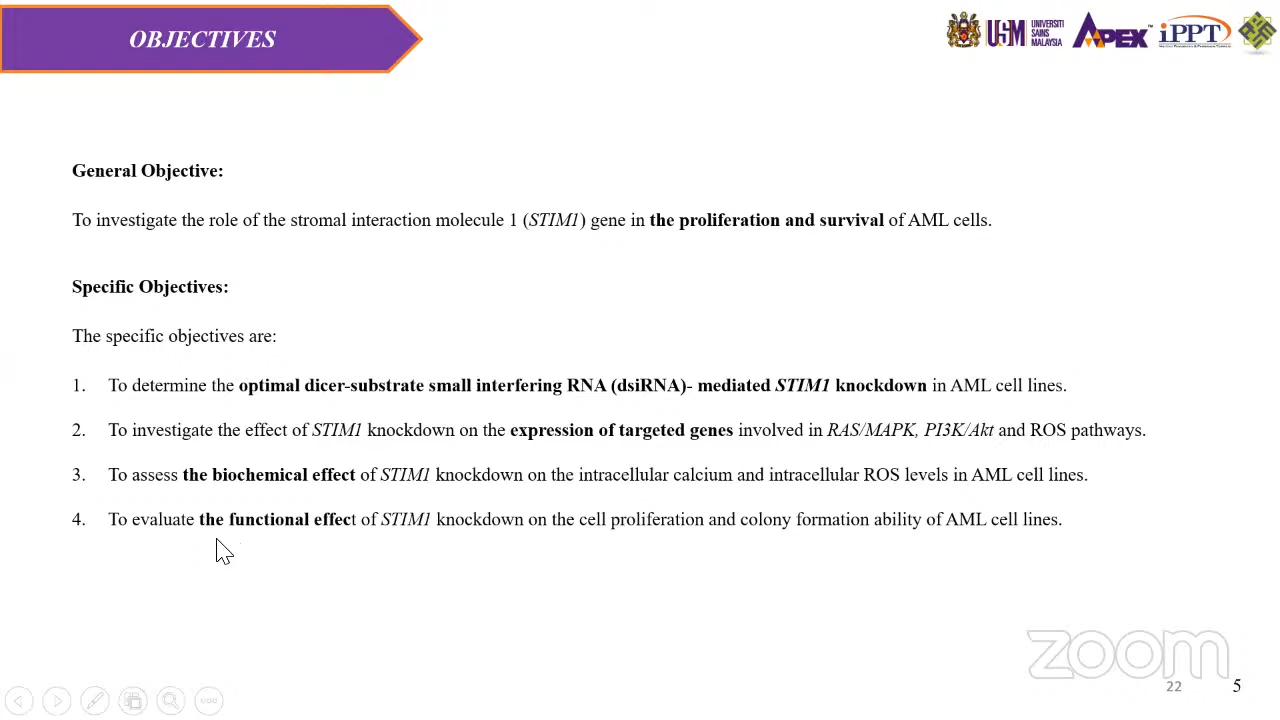 OBJECTIVES
USM UNIVERSITI
SAINS
MALAYSIA
APEX™
iPPT
General Objective:
To investigate the role of the stromal interaction molecule 1 (STIM1) gene in the proliferation and survival of AML cells.
Specific Objectives:
The specific objectives are:
1. To determine the optimal dicer-substrate small interfering RNA (dsiRNA)- mediated STIM1 knockdown in AML cell lines.
2. To investigate the effect of STIM1 knockdown on the expression of targeted genes involved in RAS/MAPK, PI3K/Akt and ROS pathways.
3. To assess the biochemical effect of STIM1 knockdown on the intracellular calcium and intracellular ROS levels in AML cell lines.
4. To evaluate the functional effect of STIM1 knockdown on the cell proliferation and colony formation ability of AML cell lines.
zoom
22
5